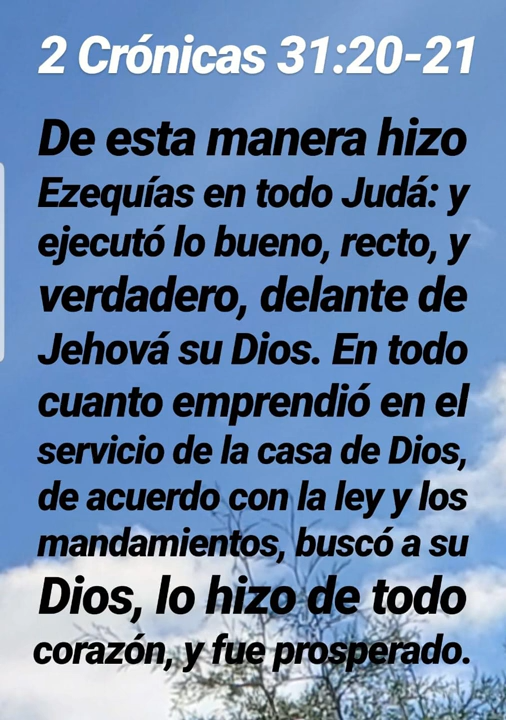 2 Crónicas 31:20-21
De esta manera hizo
Ezequías en todo Judá: y
ejecutó lo bueno, recto, y
verdadero, delante de
Jehová su Dios. En todo
cuanto emprendió en el
servicio de la casa de Dios,
de acuerdo con la ley y los
mandamientos, buscó a su
Dios, lo hizo de todo
corazón, y fue prosperado.